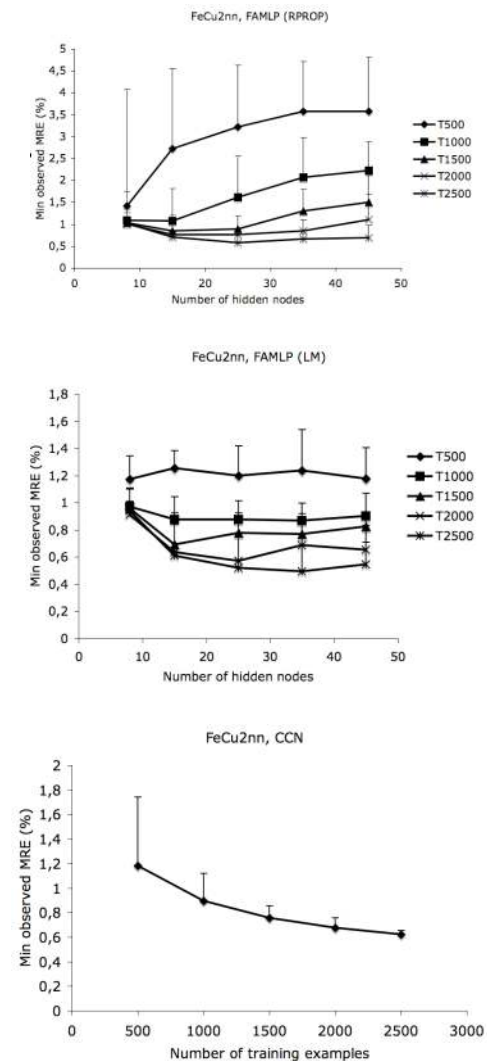 FeCu2nn, FAMLP (RPROP)
Min observed MRE (%)
5
4,5
4
3,5
3
2,5
2
1,5
1
0,5
0
0 10 20 30 40 50
Number of hidden nodes
T500
T1000
T1500
T2000
T2500
FeCu2nn, FAMLP (LM)
Min observed MRE (%)
1,8
1,6
1,4
1,2
1
0,8
0,6
0,4
0,2
0
0 10 20 30 40 50
Number of hidden nodes
T500
T1000
T1500
T2000
T2500
FeCu2nn, CCN
Min observed MRE (%)
2
1,8
1,6
1,4
1,2
1
0,8
0,6
0,4
0,2
0
0 500 1000 1500 2000 2500 3000
Number of training examples